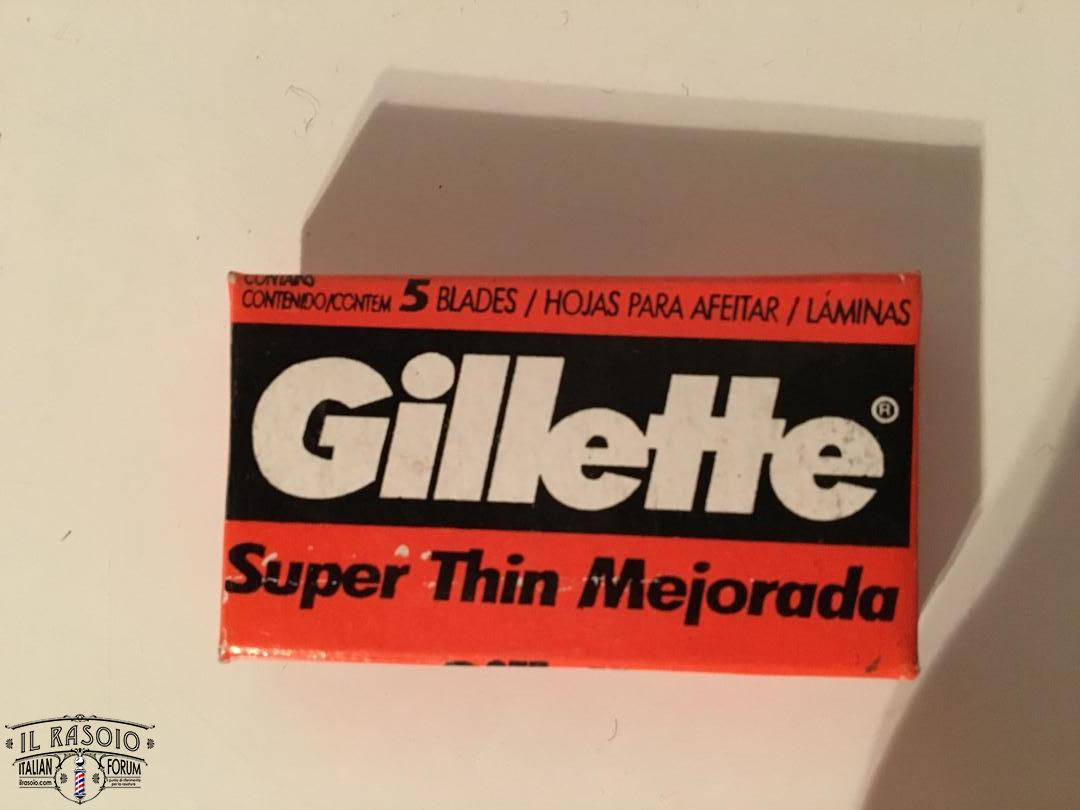 CONTAINS
CONTENIDO/CONTEM 5 BLADES / HOJAS PARA AFEITAR / LÁMINAS
Gillette®
Super Thin Mejorada
IL RASOIO
ITALIAN FORUM
ilrasoio.com